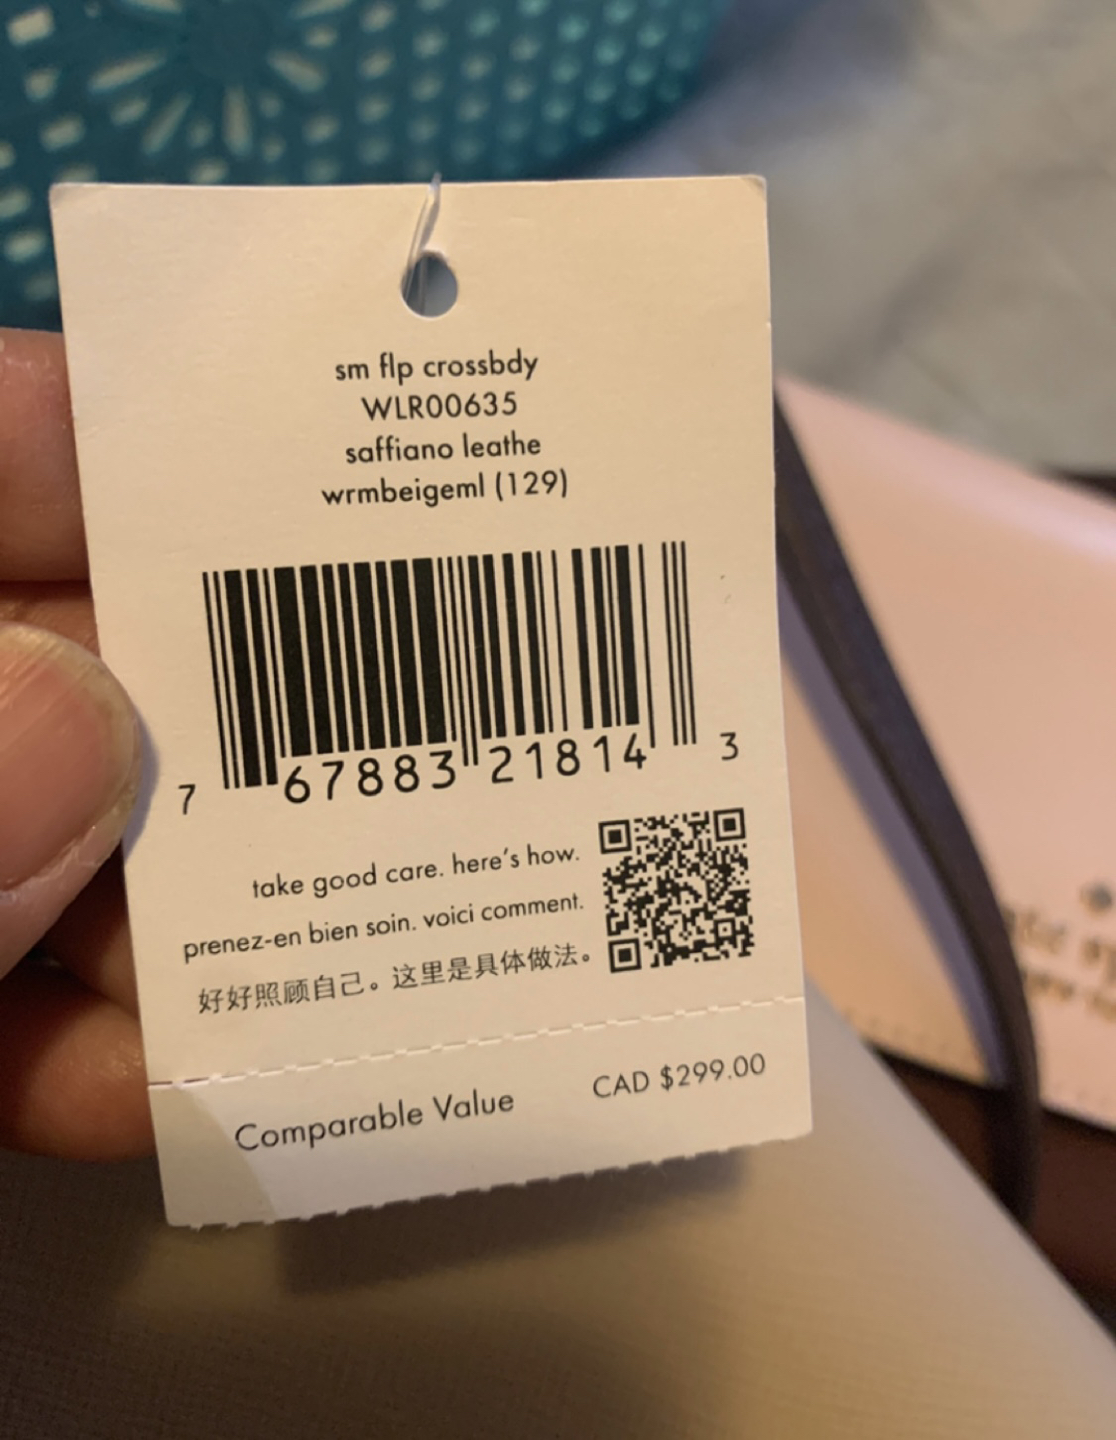 sm flp crossbdy
WLR00635
saffiano leathe
wrmbeigeml (129)
7 67883 21814 3
take good care. here's how.
prenez-en bien soin. voici comment.
好好照顾自己。这里是具体做法。
Comparable Value CAD $299.00